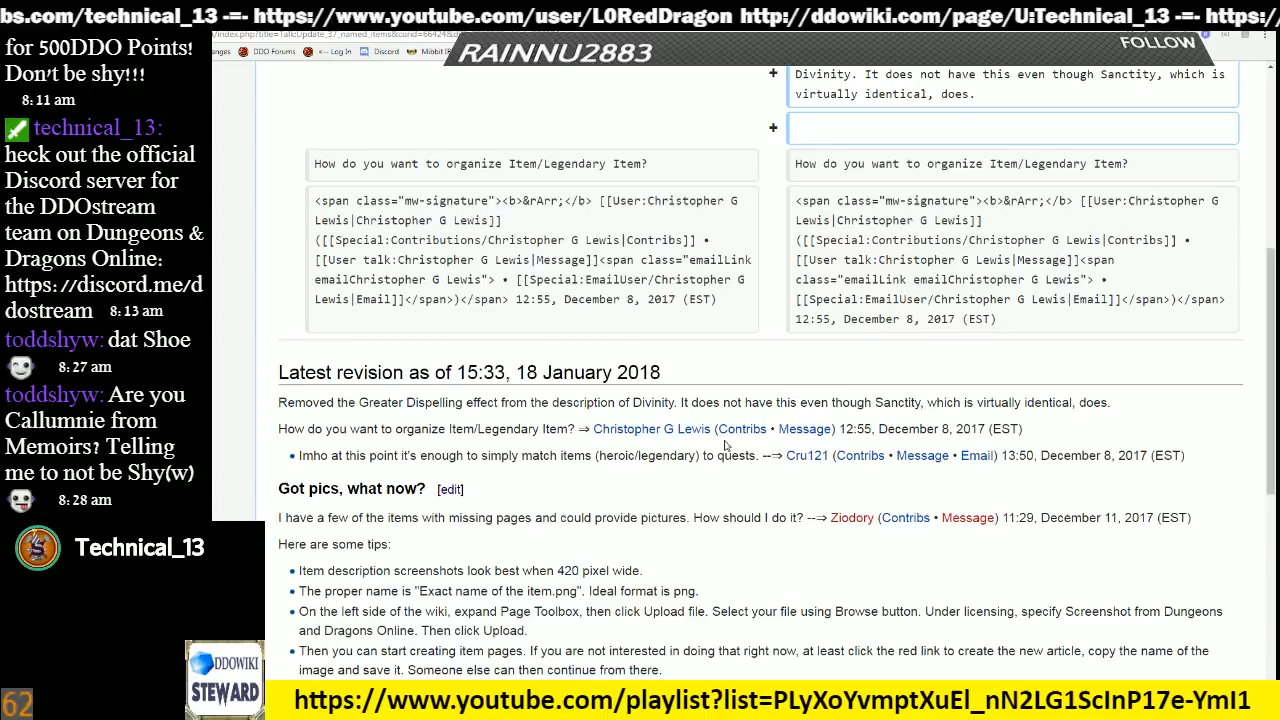 bs.com/technical_13 -=- https://www.youtube.com/user/L0RedDragon http://ddowiki.com/page/U:Technical_13 -=- https:/
index.php?title=Talk:Update_37_named_items&curid=66424&d
DDO Forums <-- Log In Discord Mibbit
RAINNU2883
FOLLOW
for 500DDO Points!
Don't be shy!!!
8:11 am
technical_13:
heck out the official
Discord server for
the DDOstream
team on Dungeons &
Dragons Online:
https://discord.me/d
dostream 8:13 am
toddshyw: dat Shoe
8:27 am
toddshyw: Are you
Callumnie from
Memoirs? Telling
me to not be Shy(w)
8:28 am
Technical_13
DDOWIKI
STEWARD
62
+ Divinity. It does not have this even though Sanctity, which is
virtually identical, does.
+
How do you want to organize Item/Legendary Item?
<span class="mw-signature"><b>&rArr;</b> [[User:Christopher G
Lewis|Christopher G Lewis]]
([[Special:Contributions/Christopher G Lewis|Contribs]] •
[[User talk:Christopher G Lewis|Message]]<span class="emailLink
emailChristopher G Lewis"> • [[Special:EmailUser/Christopher G
Lewis|Email]]</span>)</span> 12:55, December 8, 2017 (EST)
How do you want to organize Item/Legendary Item?
<span class="mw-signature"><b>&rArr;</b> [[User:Christopher G
Lewis|Christopher G Lewis]]
([[Special:Contributions/Christopher G Lewis|Contribs]] •
[[User talk:Christopher G Lewis|Message]]<span
class="emailLink emailChristopher G Lewis"> •
[[Special:EmailUser/Christopher G Lewis|Email]]</span>)</span>
12:55, December 8, 2017 (EST)
Latest revision as of 15:33, 18 January 2018
Removed the Greater Dispelling effect from the description of Divinity. It does not have this even though Sanctity, which is virtually identical, does.
How do you want to organize Item/Legendary Item? ⇒ Christopher G Lewis (Contribs • Message) 12:55, December 8, 2017 (EST)
• Imho at this point it's enough to simply match items (heroic/legendary) to quests. --⇒ Cru121 (Contribs • Message • Email) 13:50, December 8, 2017 (EST)
Got pics, what now? [edit]
I have a few of the items with missing pages and could provide pictures. How should I do it? --⇒ Ziodory (Contribs • Message) 11:29, December 11, 2017 (EST)
Here are some tips:
• Item description screenshots look best when 420 pixel wide.
• The proper name is "Exact name of the item.png". Ideal format is png.
• On the left side of the wiki, expand Page Toolbox, then click Upload file. Select your file using Browse button. Under licensing, specify Screenshot from Dungeons
and Dragons Online. Then click Upload.
• Then you can start creating item pages. If you are not interested in doing that right now, at least click the red link to create the new article, copy the name of the
image and save it. Someone else can then continue from there.
https://www.youtube.com/playlist?list=PLyXoYvmptXuEl_nN2LG1ScInP17e-YmI1